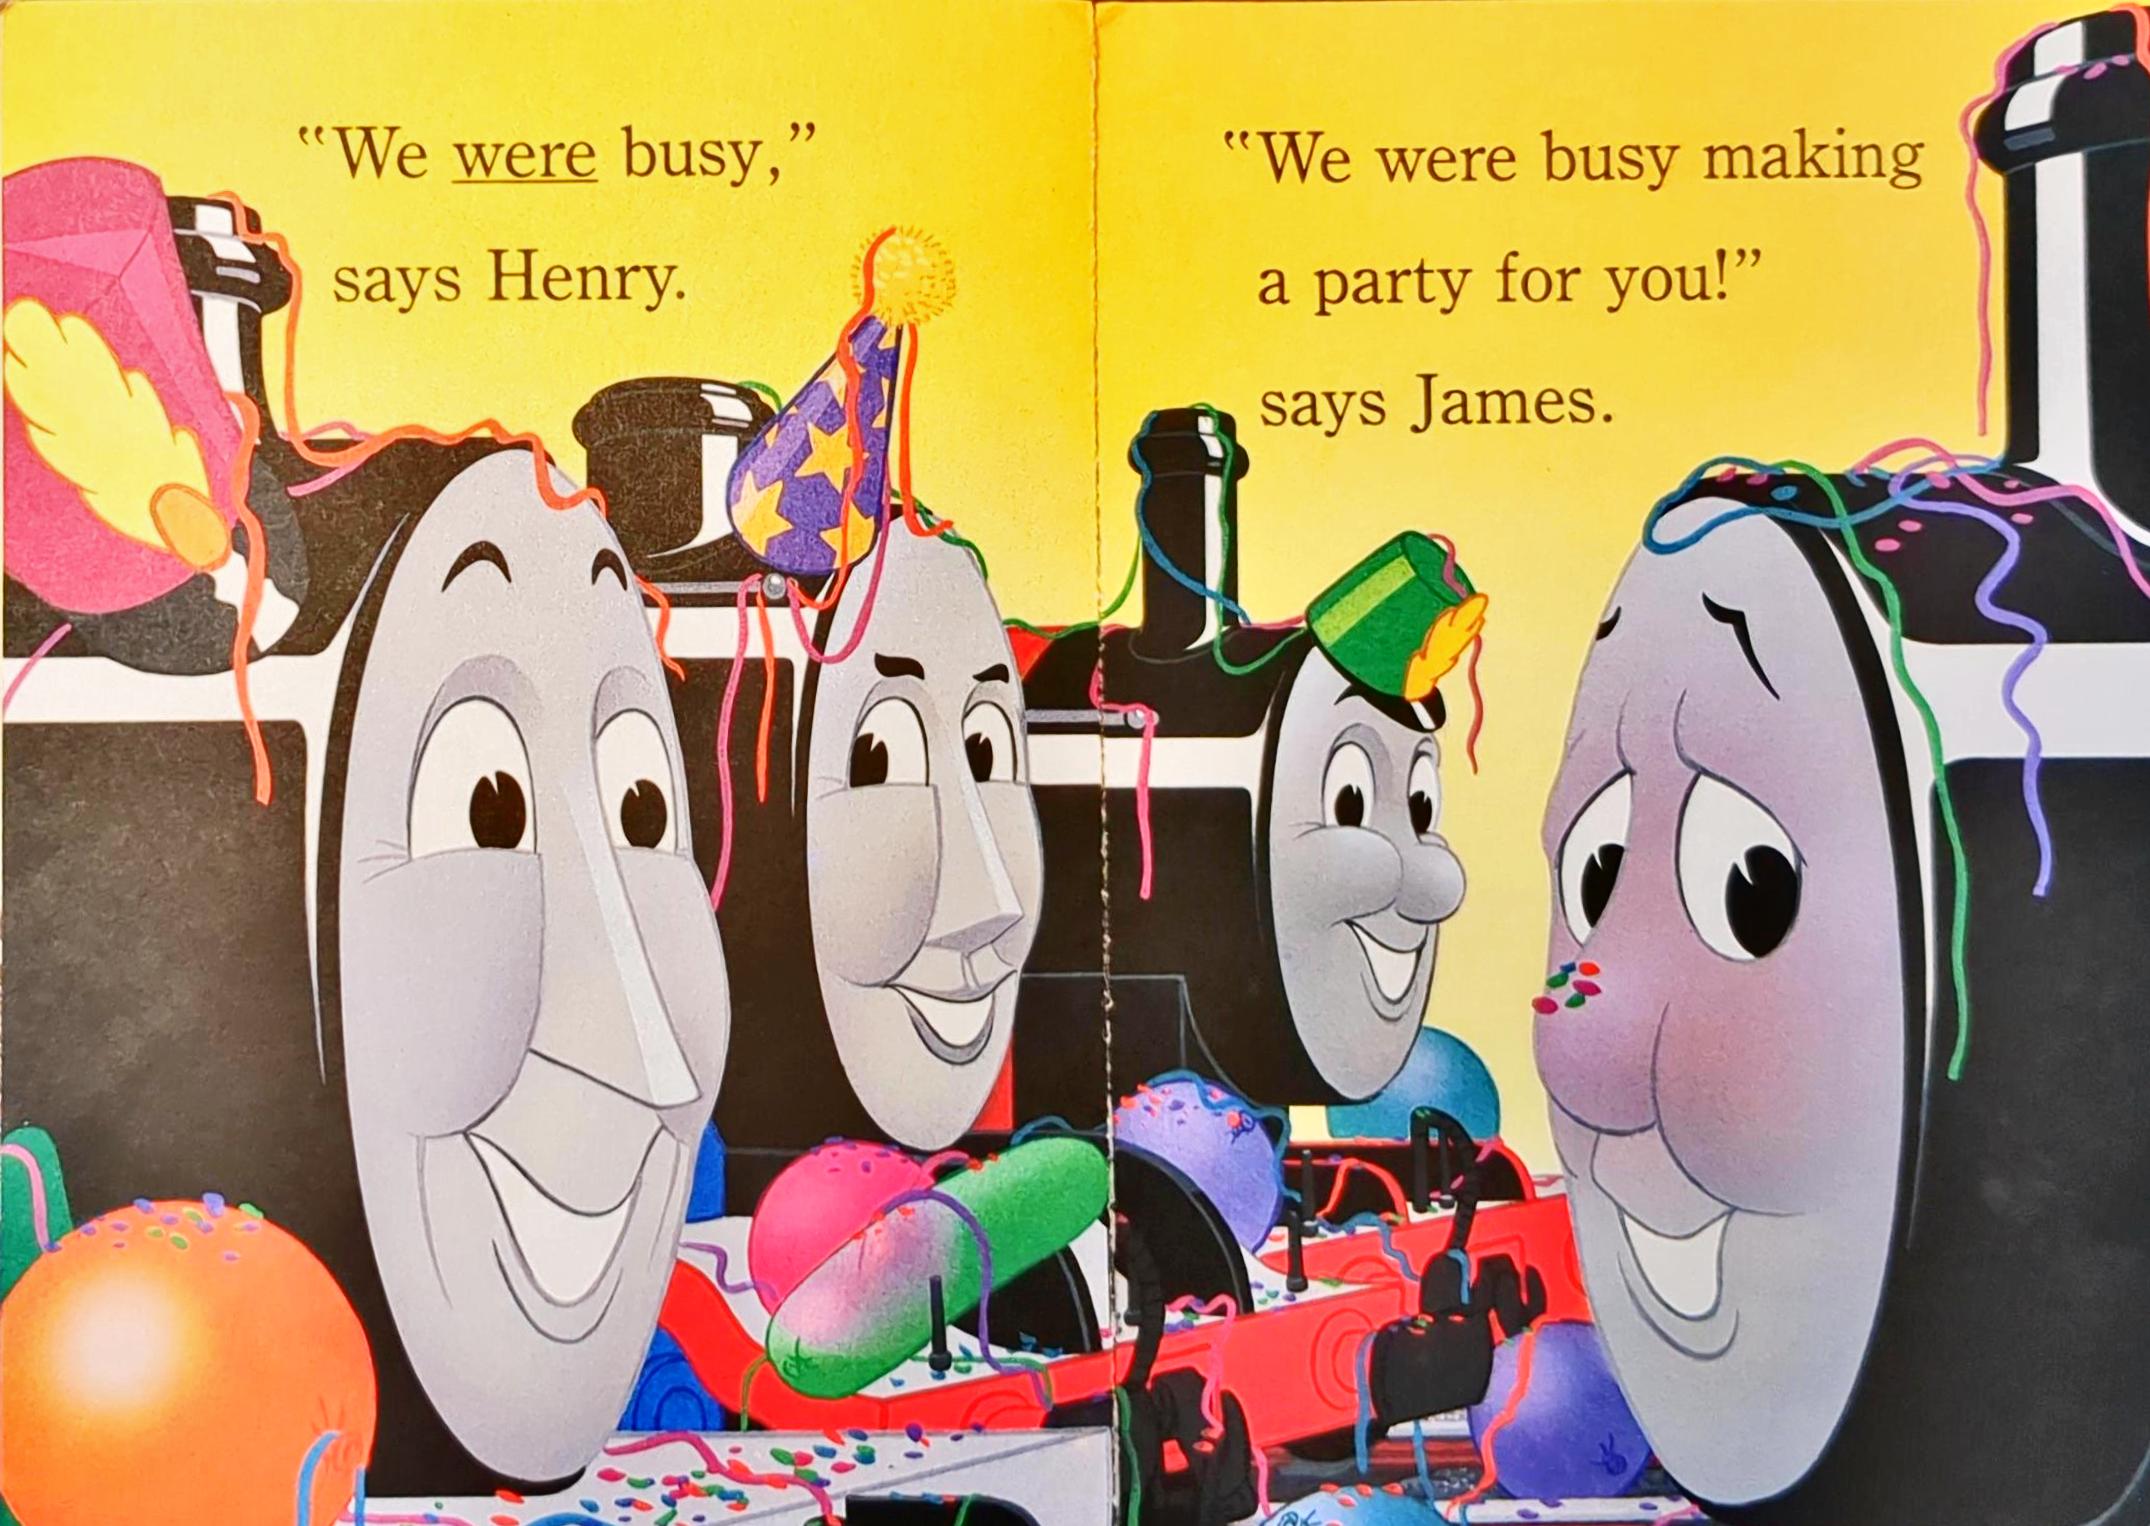 “We were busy,”
says Henry.
“We were busy making
a party for you!”
says James.